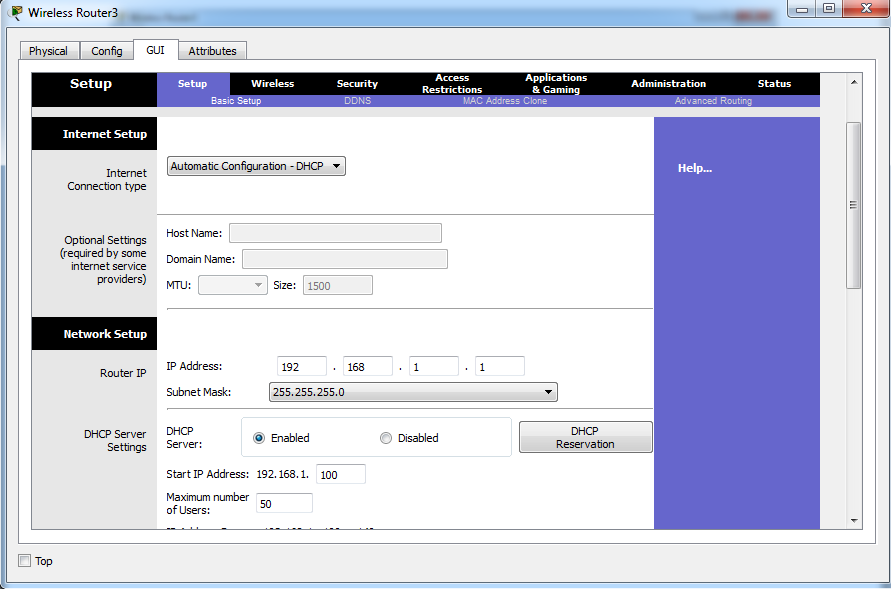 Wireless Router3
Physical Config GUI Attributes
Setup
Setup Wireless Security Access Restrictions Applications & Gaming Administration Status
Basic Setup DDNS MAC Address Clone Advanced Routing
Internet Setup
Internet
Connection type
Automatic Configuration - DHCP
Help...
Optional Settings
(required by some
internet service
providers)
Host Name:
Domain Name:
MTU: Size: 1500
Network Setup
Router IP
IP Address: 192 . 168 . 1 . 1
Subnet Mask: 255.255.255.0
DHCP Server
Settings
DHCP
Server:
Enabled Disabled
DHCP
Reservation
Start IP Address: 192.168.1. 100
Maximum number
of Users:
50
Top